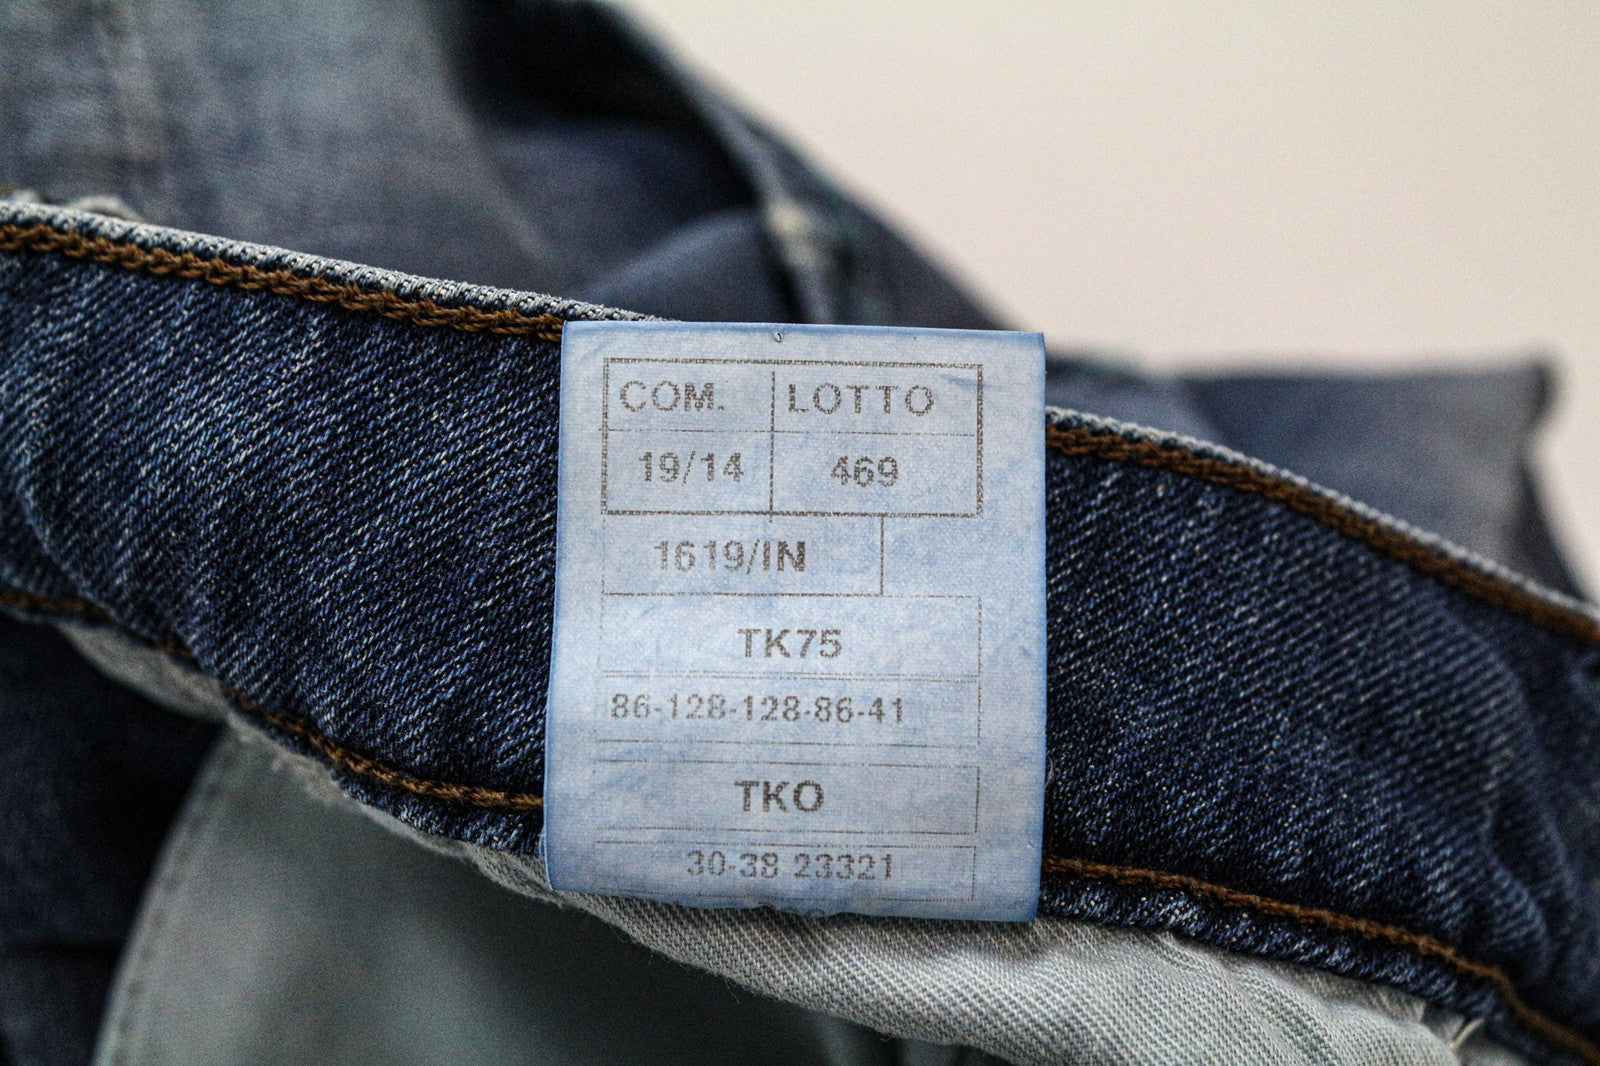 COM. LOTTO
19/14 469
1619/IN
TK75
86-128-128-86-41
TKO
30-38 23321